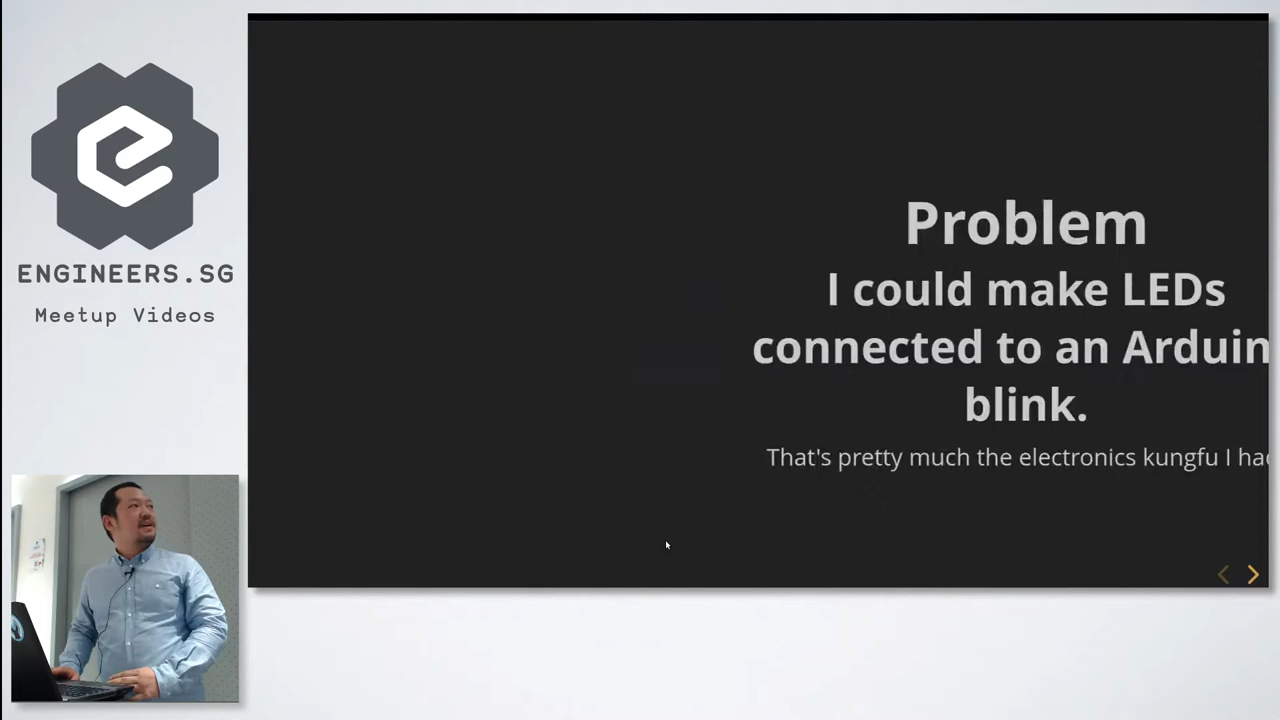 ENGINEERS.SG
Meetup Videos
Problem
I could make LEDs
connected to an Arduin
blink.
That's pretty much the electronics kungfu I had